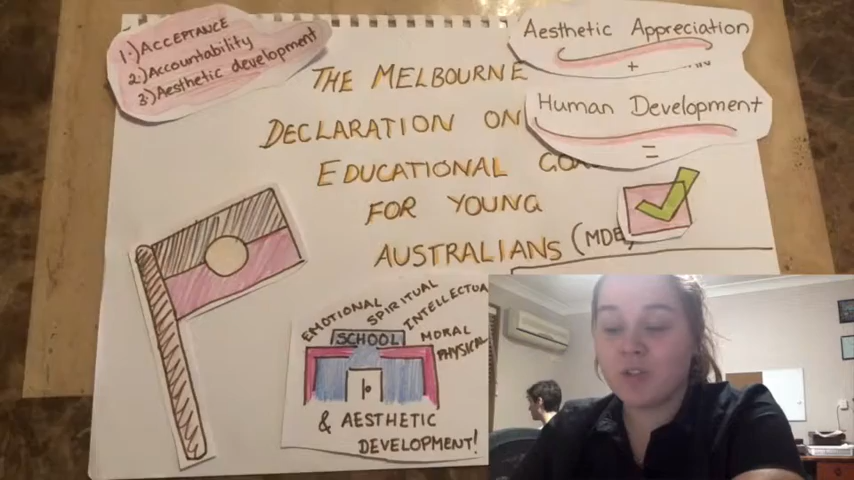 1.) ACCEPTANCE
2.) Accountability
3.) Aesthetic development
Aesthetic Appreciation
+
Human Development
=
THE MELBOURNE
DECLARATION ON
EDUCATIONAL
FOR YOUNG
AUSTRALIANS (MDE
EMOTIONAL
SPIRITUAL
INTELLECTUA
MORAL
PHYSICAL
SCHOOL
& AESTHETIC
DEVELOPMENT!